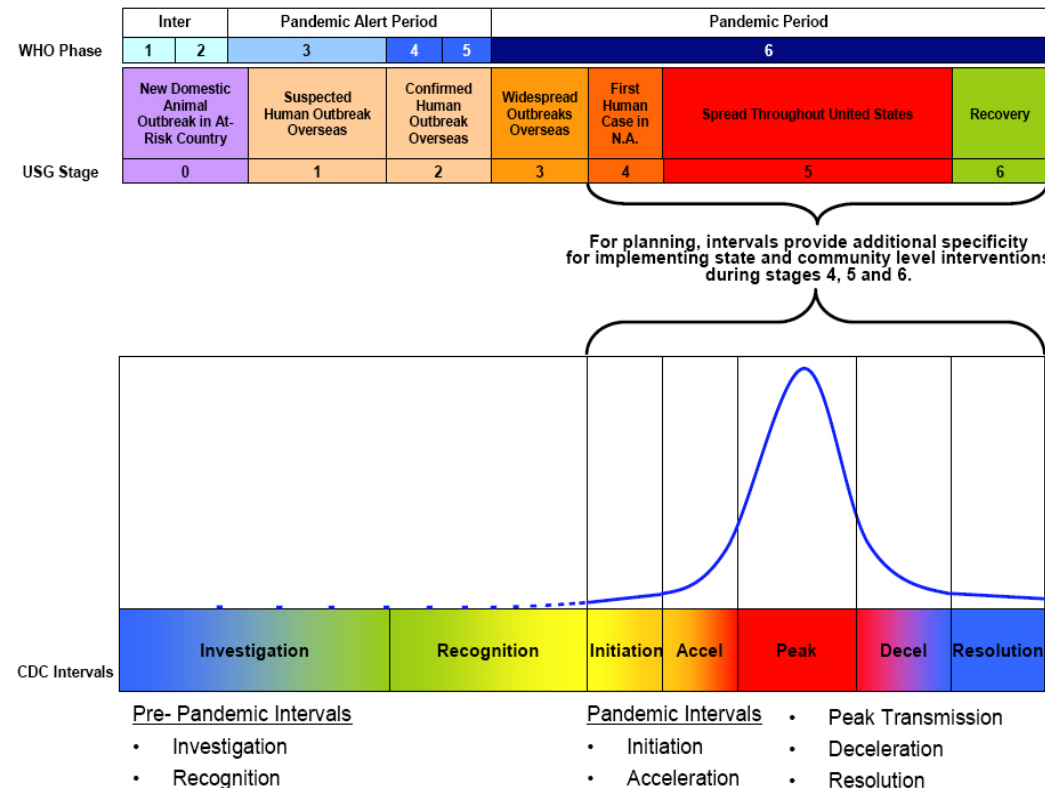 Inter
Pandemic Alert Period
Pandemic Period
WHO Phase
1
2
3
4
5
6
New Domestic
Animal
Outbreak in At-
Risk Country
Suspected
Human Outbreak
Overseas
Confirmed
Human
Outbreak
Overseas
Widespread
Outbreaks
Overseas
First
Human
Case in
N.A.
Spread Throughout United States
Recovery
USG Stage
0
1
2
3
4
5
6
For planning, intervals provide additional specificity
for implementing state and community level interventions
during stages 4, 5 and 6.
CDC Intervals
Investigation
Recognition
Initiation
Accel
Peak
Decel
Resolution
Pre- Pandemic Intervals
• Investigation
• Recognition
Pandemic Intervals
• Initiation
• Acceleration
• Peak Transmission
• Deceleration
• Resolution